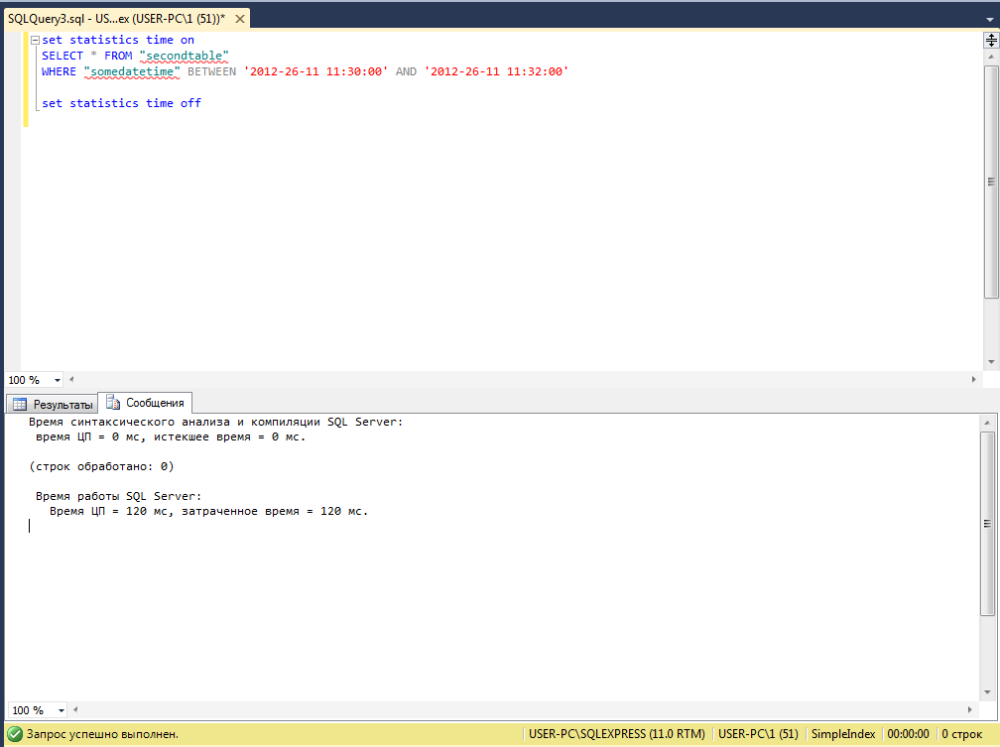 SQLQuery3.sql - US...ex (USER-PC\1 (51))*
set statistics time on
SELECT * FROM "secondtable"
WHERE "somedatetime" BETWEEN '2012-26-11 11:30:00' AND '2012-26-11 11:32:00'
set statistics time off
100 %
Результаты Сообщения
Время синтаксического анализа и компиляции SQL Server:
время ЦП = 0 мс, истекшее время = 0 мс.
(строк обработано: 0)
Время работы SQL Server:
Время ЦП = 120 мс, затраченное время = 120 мс.
100 %
Запрос успешно выполнен. USER-PC\SQLEXPRESS (11.0 RTM) USER-PC\1 (51) SimpleIndex 00:00:00 0 строк